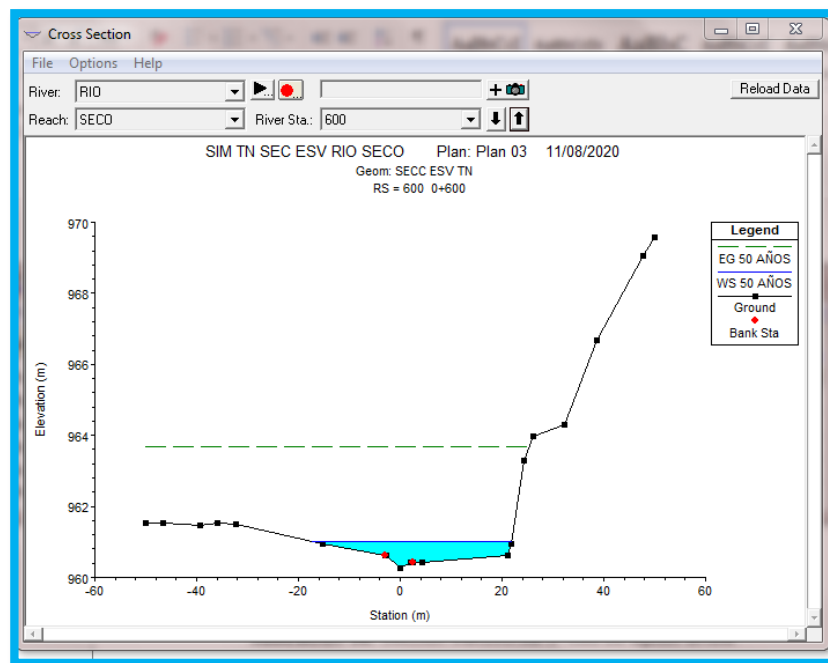 Cross Section
File Options Help
River: RIO Reload Data
Reach: SECO River Sta.: 600
SIM TN SEC ESV RIO SECO Plan: Plan 03 11/08/2020
Geom: SECC ESV TN
RS = 600 0+600
Legend
EG 50 AÑOS
WS 50 AÑOS
Ground
Bank Sta
Elevation (m)
970
968
966
964
962
960
-60 -40 -20 0 20 40 60
Station (m)